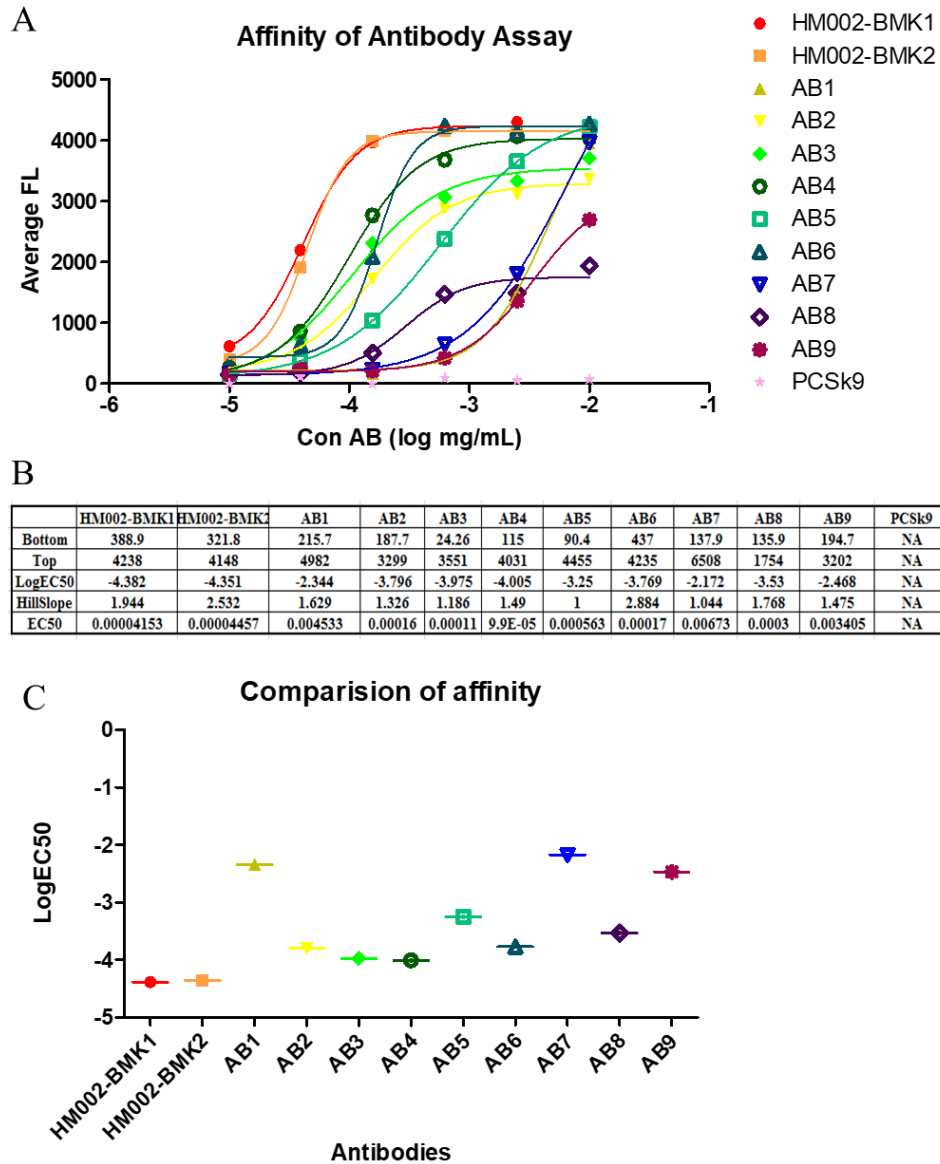 A
Affinity of Antibody Assay
5000
4000
3000
2000
1000
0
Average FL
-6 -5 -4 -3 -2 -1
Con AB (log mg/mL)
HM002-BMK1
HM002-BMK2
AB1
AB2
AB3
AB4
AB5
AB6
AB7
AB8
AB9
PCSk9
B
HM002-BMK1 HM002-BMK2 AB1 AB2 AB3 AB4 AB5 AB6 AB7 AB8 AB9 PCSk9
Bottom 388.9 321.8 215.7 187.7 24.26 115 90.4 437 137.9 135.9 194.7 NA
Top 4238 4148 4982 3299 3551 4031 4455 4235 6508 1754 3202 NA
LogEC50 -4.382 -4.351 -2.344 -3.796 -3.975 -4.005 -3.25 -3.769 -2.172 -3.53 -2.468 NA
HillSlope 1.944 2.532 1.629 1.326 1.186 1.49 1 2.884 1.044 1.768 1.475 NA
EC50 0.00004153 0.00004457 0.004533 0.00016 0.00011 9.9E-05 0.000563 0.00017 0.00673 0.0003 0.003405 NA
C
Comparision of affinity
0
-1
-2
-3
-4
-5
LogEC50
HM002-BMK1
HM002-BMK2
AB1
AB2
AB3
AB4
AB5
AB6
AB7
AB8
AB9
Antibodies